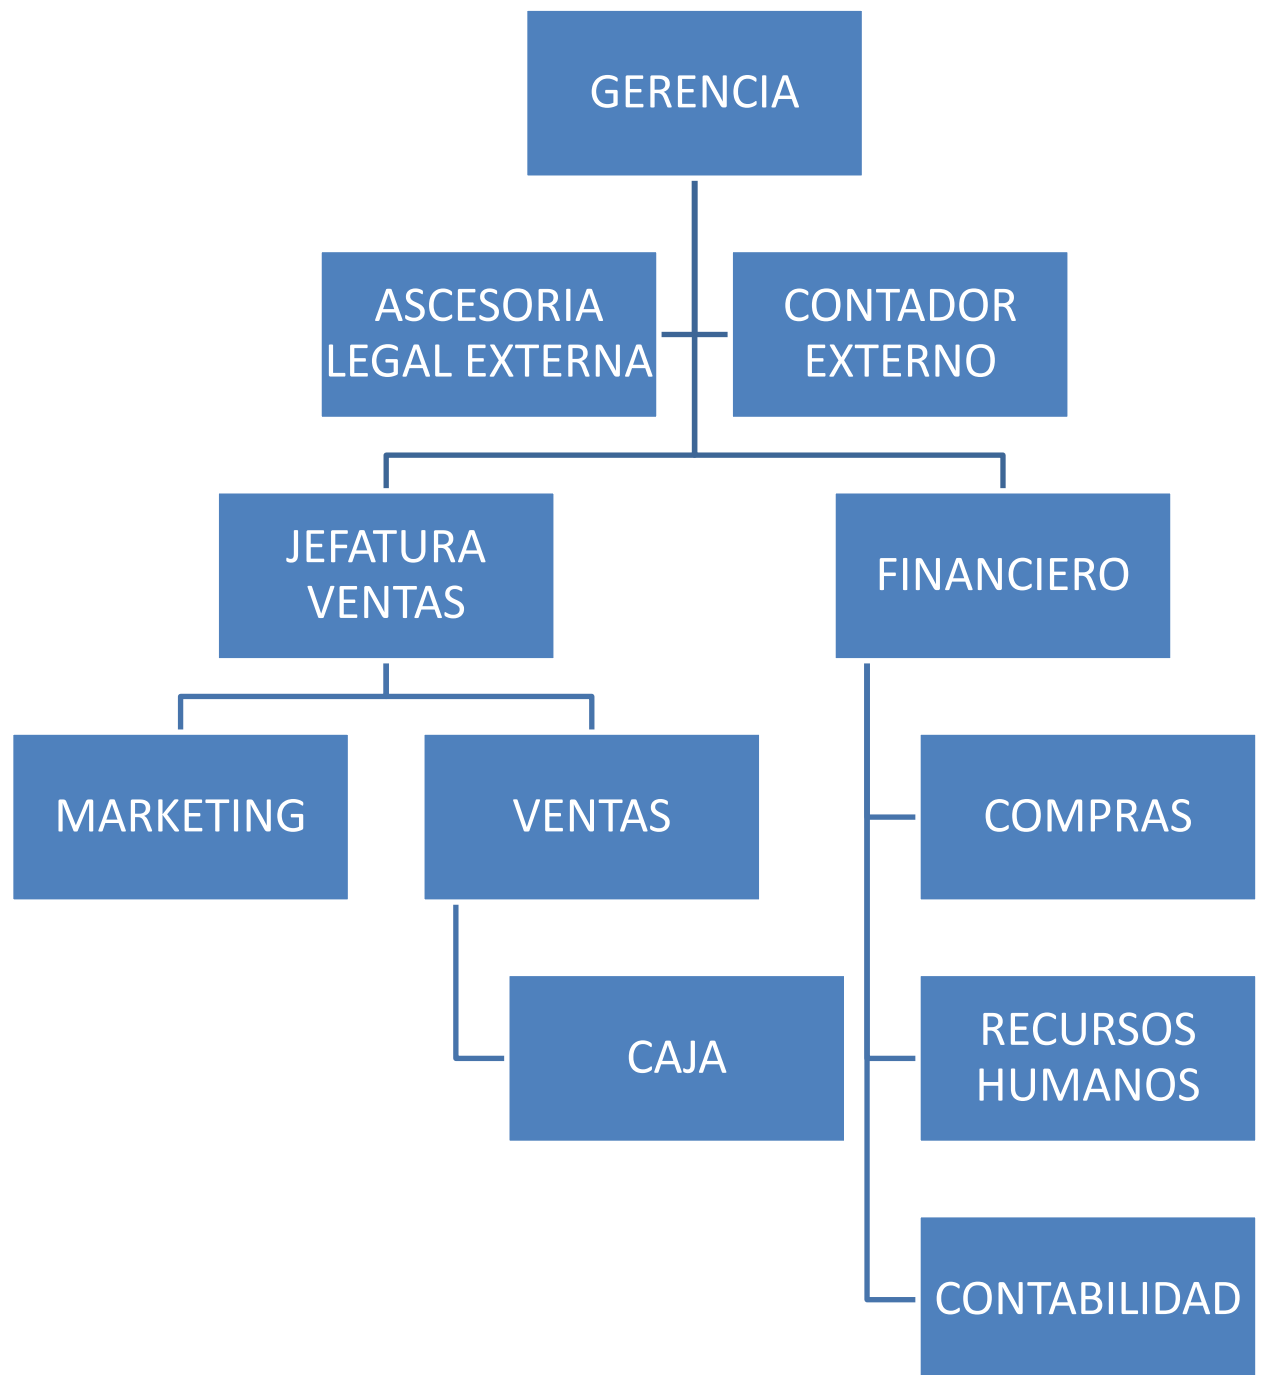 GERENCIA
ASCESORIA
LEGAL EXTERNA
CONTADOR
EXTERNO
JEFATURA
VENTAS
FINANCIERO
MARKETING
VENTAS
COMPRAS
CAJA
RECURSOS
HUMANOS
CONTABILIDAD